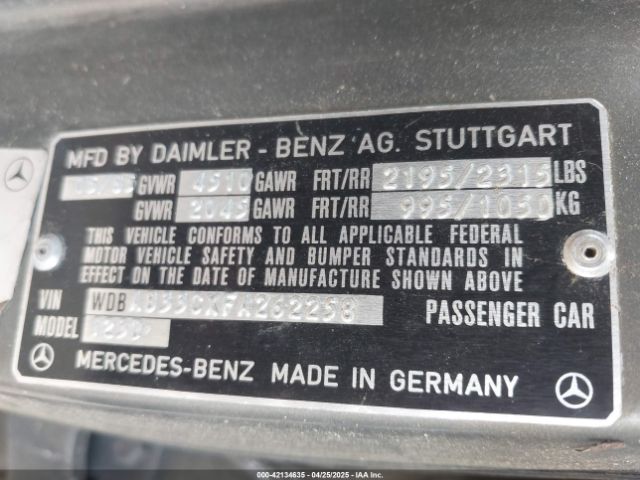 MFD BY DAIMLER - BENZ AG. STUTTGART
GVWR 4510 GAWR FRT/RR 2195/2315 LBS
GVWR 2045 GAWR FRT/RR 995/1050 KG
THIS VEHICLE CONFORMS TO ALL APPLICABLE FEDERAL
MOTOR VEHICLE SAFETY AND BUMPER STANDARDS IN
EFFECT ON THE DATE OF MANUFACTURE SHOWN ABOVE
VIN PASSENGER CAR
MODEL
MERCEDES-BENZ MADE IN GERMANY
000-42134635 - 04/25/2025 - IAAI.COM